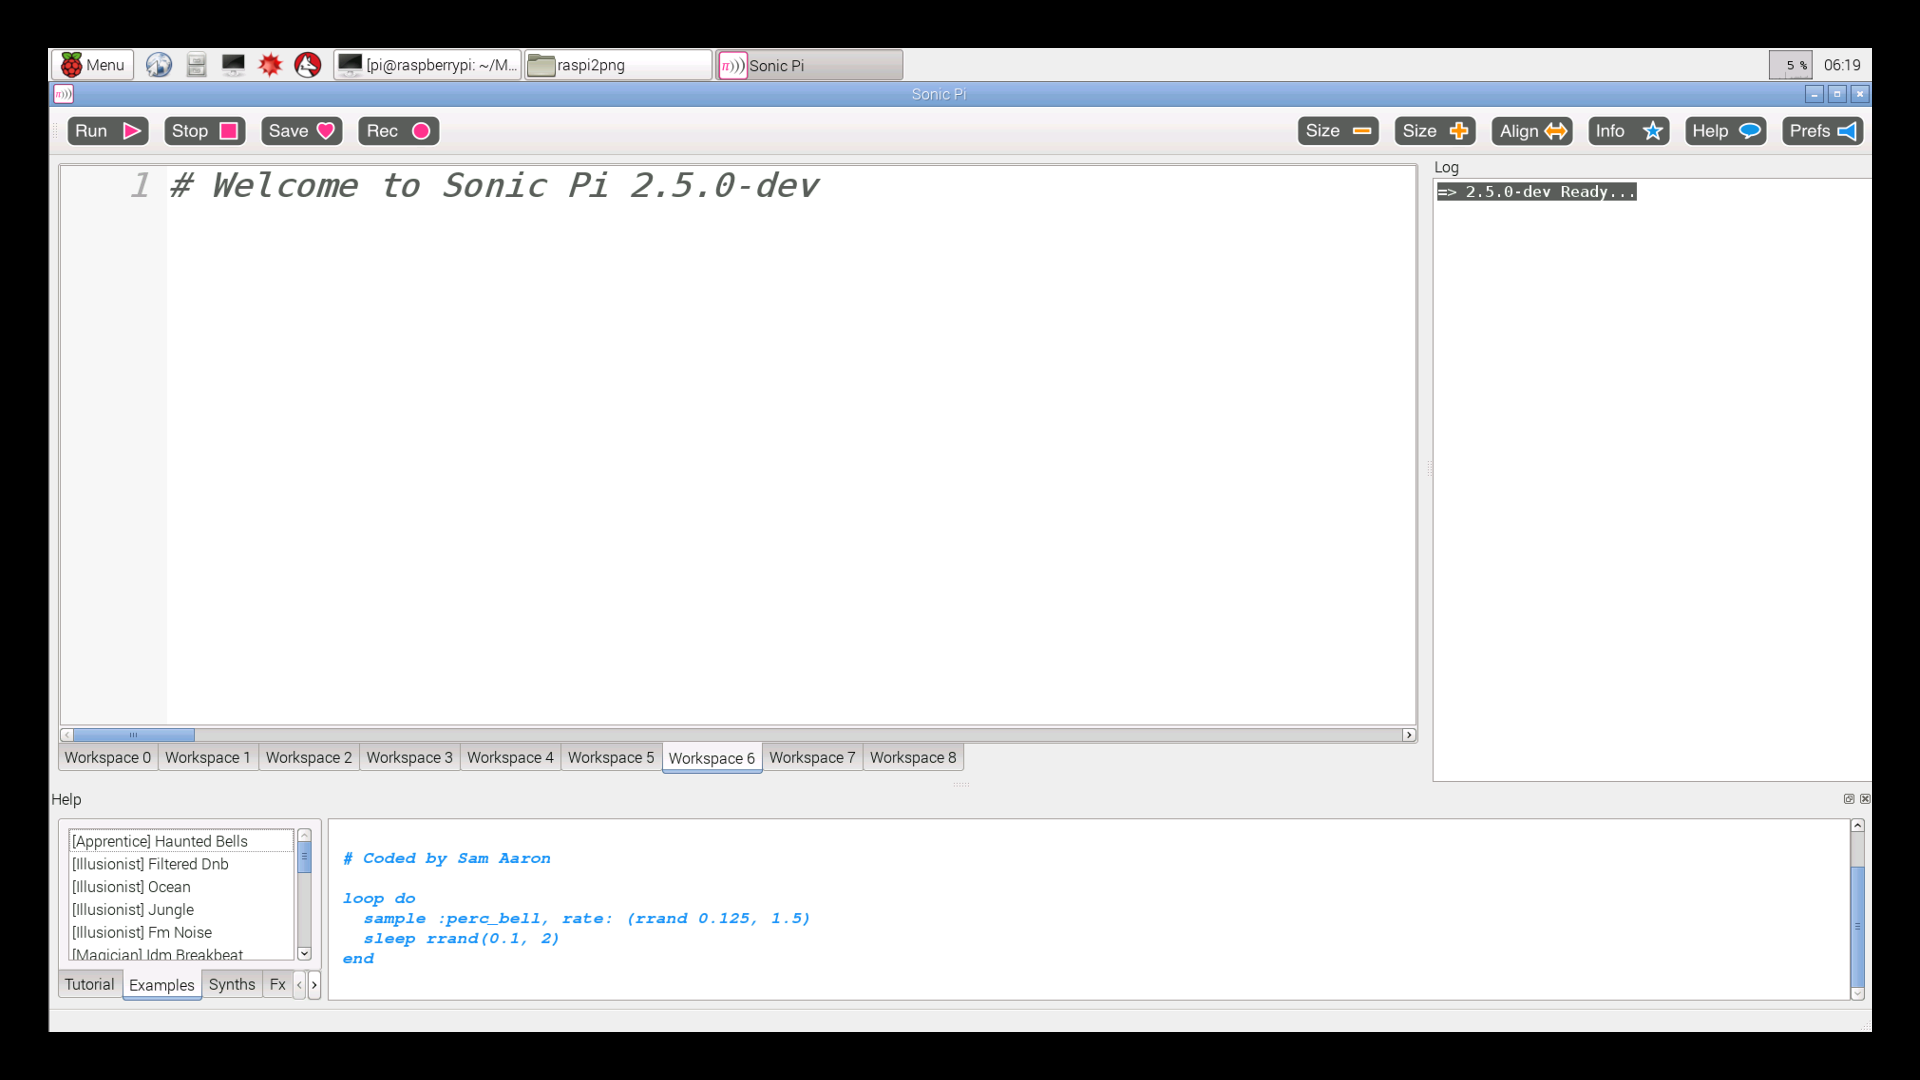 Menu
[pi@raspberrypi: ~/M...
raspi2png
π))) Sonic Pi
5 %
06:19
π)))
Sonic Pi
Run
Stop
Save
Rec
Size
Size
Align
Info
Help
Prefs
1 # Welcome to Sonic Pi 2.5.0-dev
Log
=> 2.5.0-dev Ready...
Workspace 0 Workspace 1 Workspace 2 Workspace 3 Workspace 4 Workspace 5 Workspace 6 Workspace 7 Workspace 8
Help
[Apprentice] Haunted Bells
[Illusionist] Filtered Dnb
[Illusionist] Ocean
[Illusionist] Jungle
[Illusionist] Fm Noise
[Magician] Idm Breakbeat
Tutorial Examples Synths Fx
# Coded by Sam Aaron
loop do
sample :perc_bell, rate: (rrand 0.125, 1.5)
sleep rrand(0.1, 2)
end